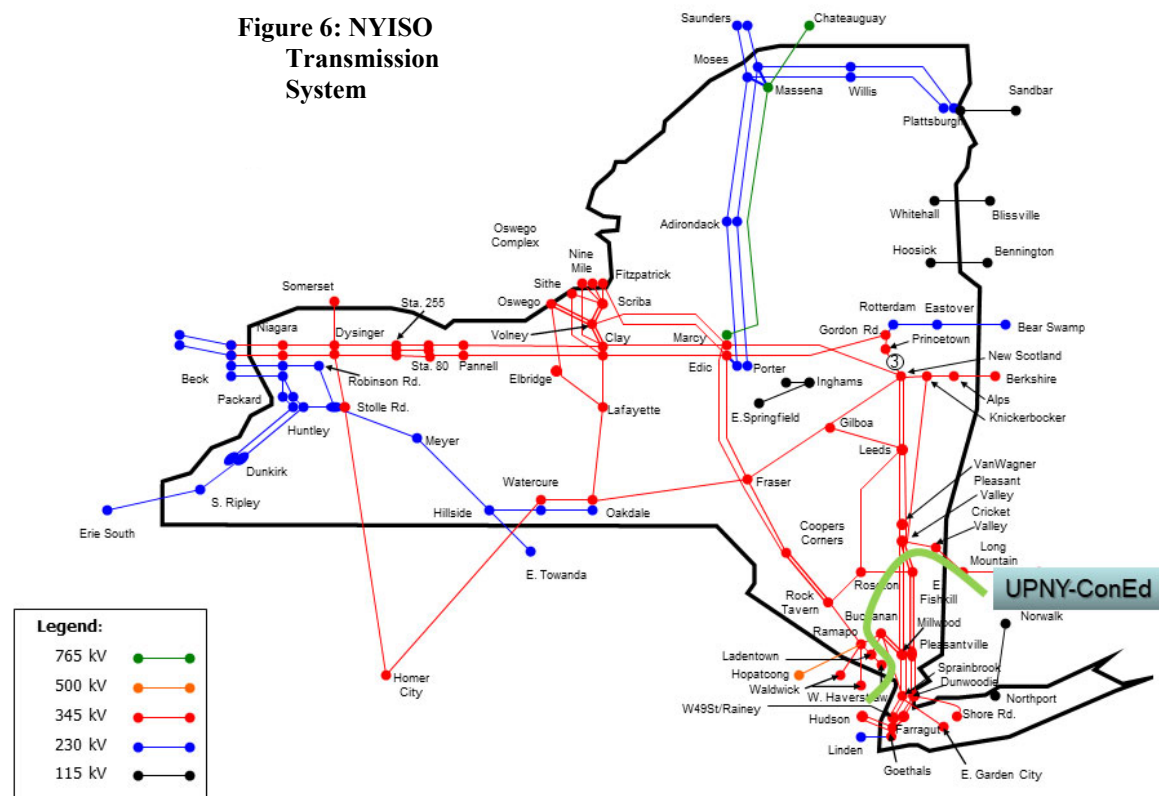 Figure 6: NYISO
Transmission
System
Saunders
Chateauguay
Moses
Massena
Willis
Plattsburgh
Sandbar
Whitehall
Blissville
Adirondack
Hoosick
Bennington
Oswego
Complex
Nine
Mile
Fitzpatrick
Sithe
Oswego
Scriba
Somerset
Sta. 255
Volney
Rotterdam
Eastover
Bear Swamp
Gordon Rd.
Princetown
Niagara
Dysinger
Clay
Marcy
3
New Scotland
Beck
Sta. 80
Pannell
Edic
Porter
Robinson Rd.
Elbridge
Inghams
Berkshire
Packard
E.Springfield
Alps
Knickerbocker
Stolle Rd.
Lafayette
Huntley
Gilboa
Meyer
Leeds
Dunkirk
VanWagner
Pleasant
Valley
Cricket
Valley
S. Ripley
Watercure
Fraser
Erie South
Hillside
Oakdale
Coopers
Corners
Long
Mountain
E. Towanda
Roseton
E.
Fishkill
UPNY-ConEd
Rock
Tavern
Buchanan
Millwood
Norwalk
Ramapo
Pleasantville
Ladentown
Sprainbrook
Dunwoodie
Hopatcong
Waldwick
W. Haverstraw
Northport
Homer
City
W49St/Rainey
Hudson
Farragut
Shore Rd.
Linden
Goethals
E. Garden City
Legend:
765 kV
500 kV
345 kV
230 kV
115 kV